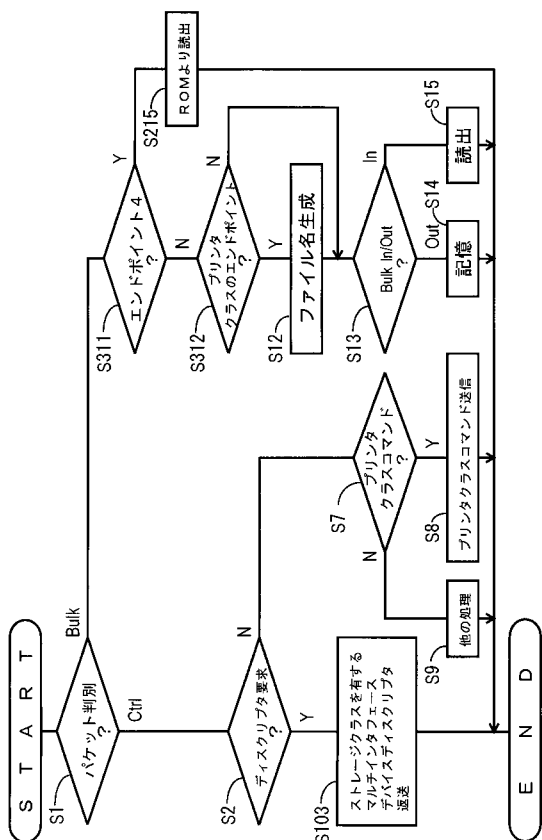 START
S1
パケット判別
?
Bulk
Ctrl
S2
ディスクリプタ要求
?
N
Y
S103
ストレージクラスを有する
マルチインタフェース
デバイスディスクリプタ
返送
S7
プリンタ
クラスコマンド
?
N
Y
S9
他の処理
S8
プリンタクラスコマンド送信
S311
エンドポイント4
?
Y
N
S215
ROMより読出
S312
プリンタ
クラスのエンドポイント
?
N
Y
S12
ファイル名生成
S13
Bulk In/Out
?
In
Out
S14
記憶
S15
読出
END